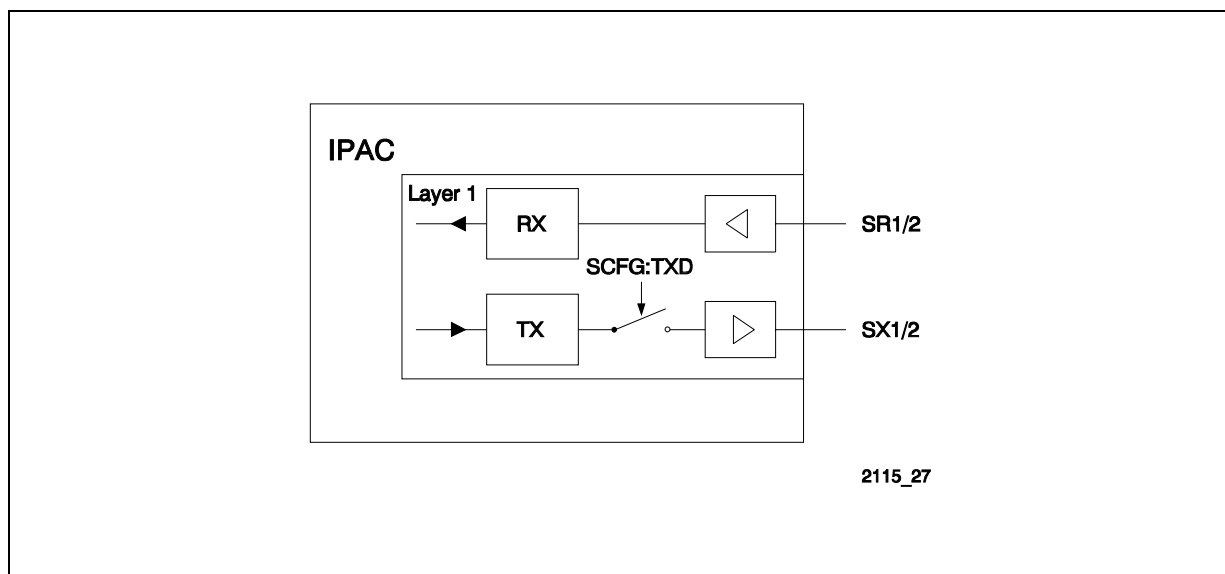 IPAC
Layer 1
RX
SR1/2
SCFG:TXD
TX
SX1/2
2115_27